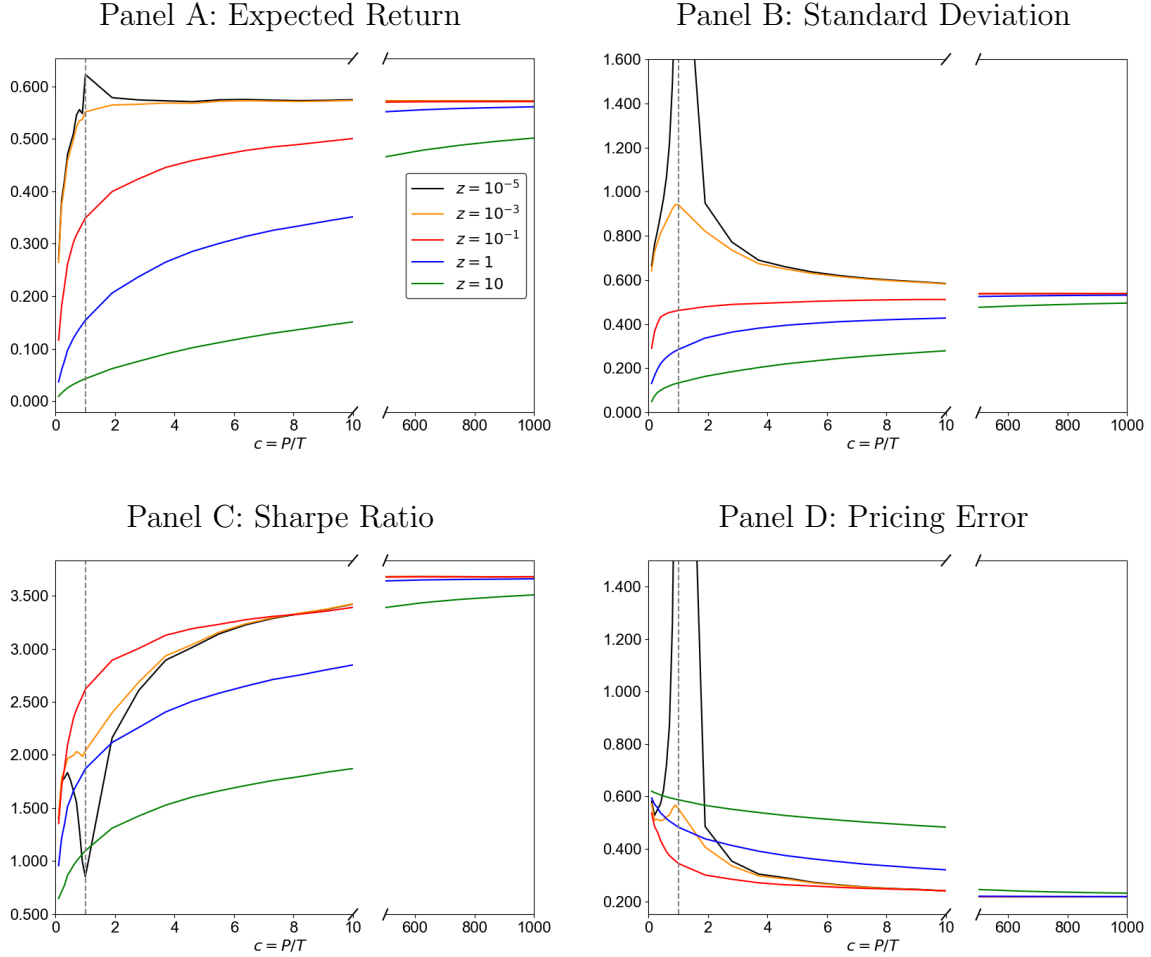 Panel A: Expected Return
0.600
0.500
0.400
0.300
0.200
0.100
0.000
0 2 4 6 8 10 600 800 1000
c = P/T
z = 10⁻⁵
z = 10⁻³
z = 10⁻¹
z = 1
z = 10
Panel B: Standard Deviation
1.600
1.400
1.200
1.000
0.800
0.600
0.400
0.200
0.000
0 2 4 6 8 10 600 800 1000
c = P/T
Panel C: Sharpe Ratio
3.500
3.000
2.500
2.000
1.500
1.000
0.500
0 2 4 6 8 10 600 800 1000
c = P/T
Panel D: Pricing Error
1.400
1.200
1.000
0.800
0.600
0.400
0.200
0 2 4 6 8 10 600 800 1000
c = P/T